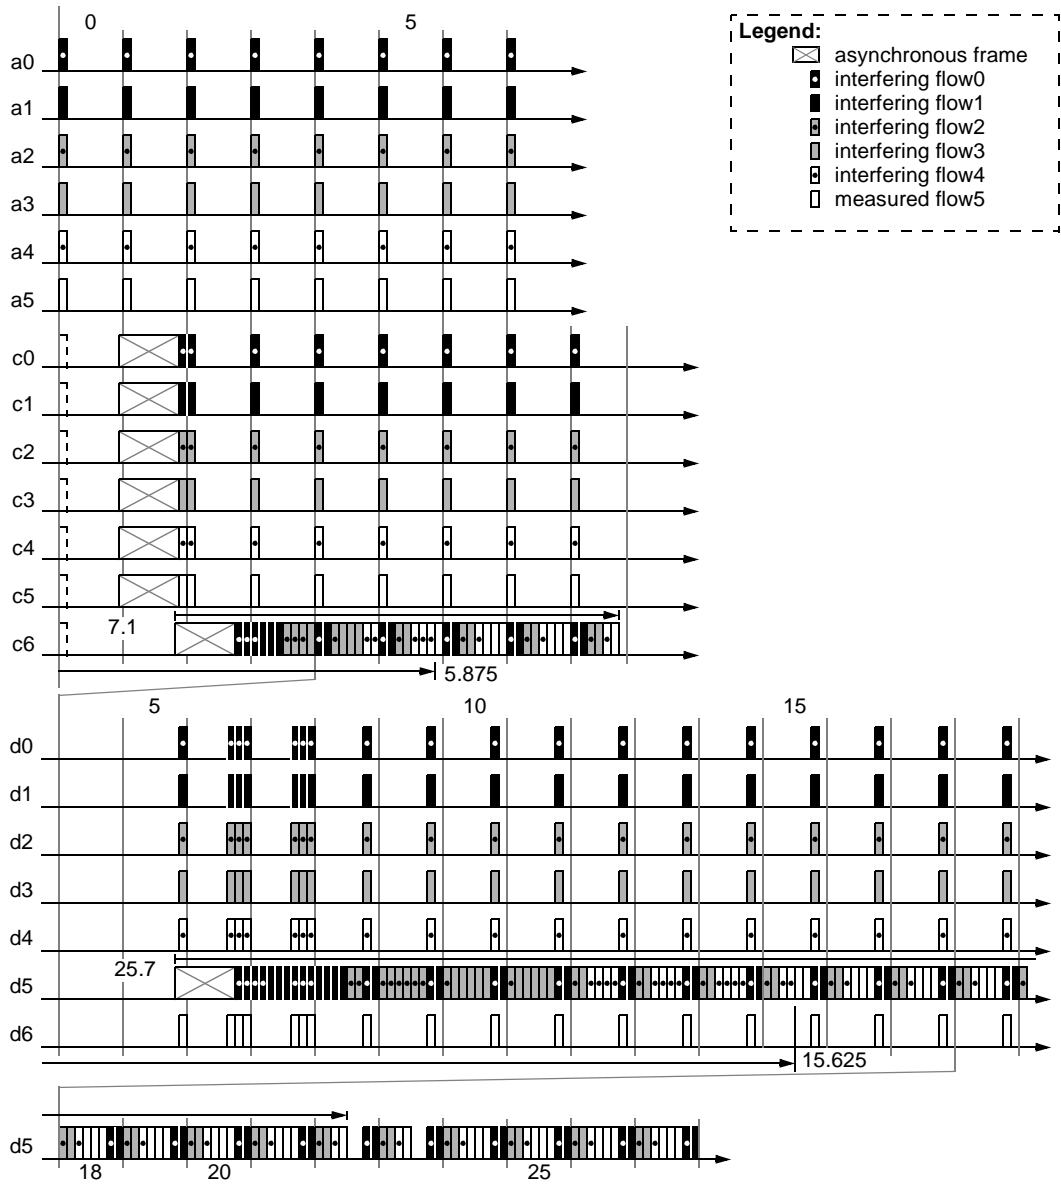 0 5
Legend:
asynchronous frame
interfering flow0
interfering flow1
interfering flow2
interfering flow3
interfering flow4
measured flow5
a0
a1
a2
a3
a4
a5
c0
c1
c2
c3
c4
c5
7.1
c6
5.875
5 10 15
d0
d1
d2
d3
d4
25.7
d5
d6
15.625
d5
18 20 25